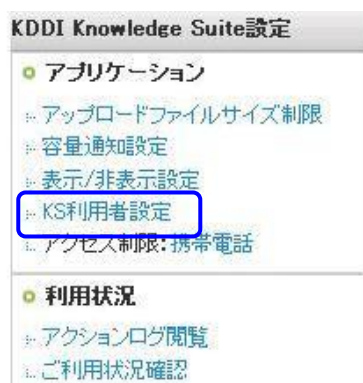 KDDI Knowledge Suite設定
アプリケーション
アップロードファイルサイズ制限
容量通知設定
表示/非表示設定
KS利用者設定
アクセス制限:携帯電話
利用状況
アクションログ閲覧
ご利用状況確認